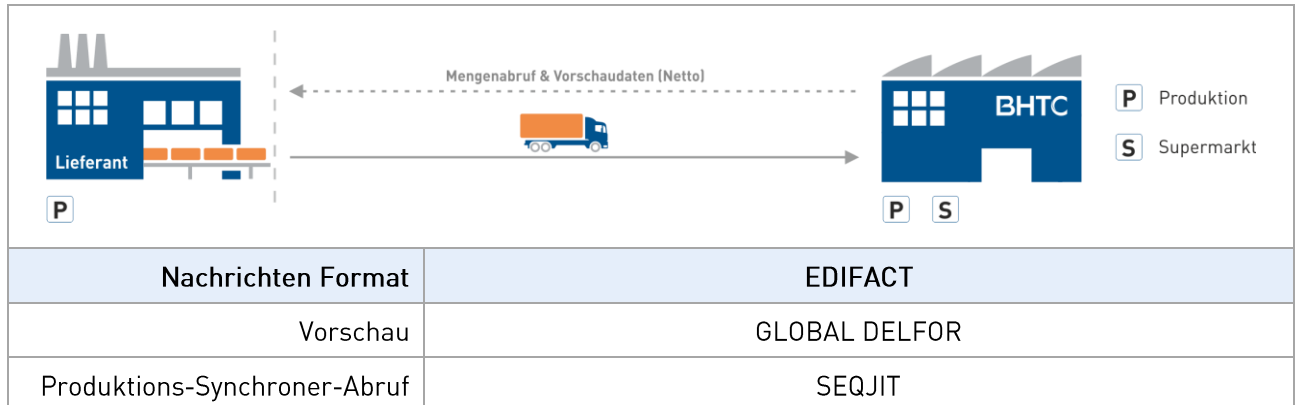 Mengenabruf & Vorschaudaten (Netto)
BHTC
P Produktion
S Supermarkt
Lieferant
P
P S
Nachrichten Format EDIFACT
Vorschau GLOBAL DELFOR
Produktions-Synchroner-Abruf SEQJIT